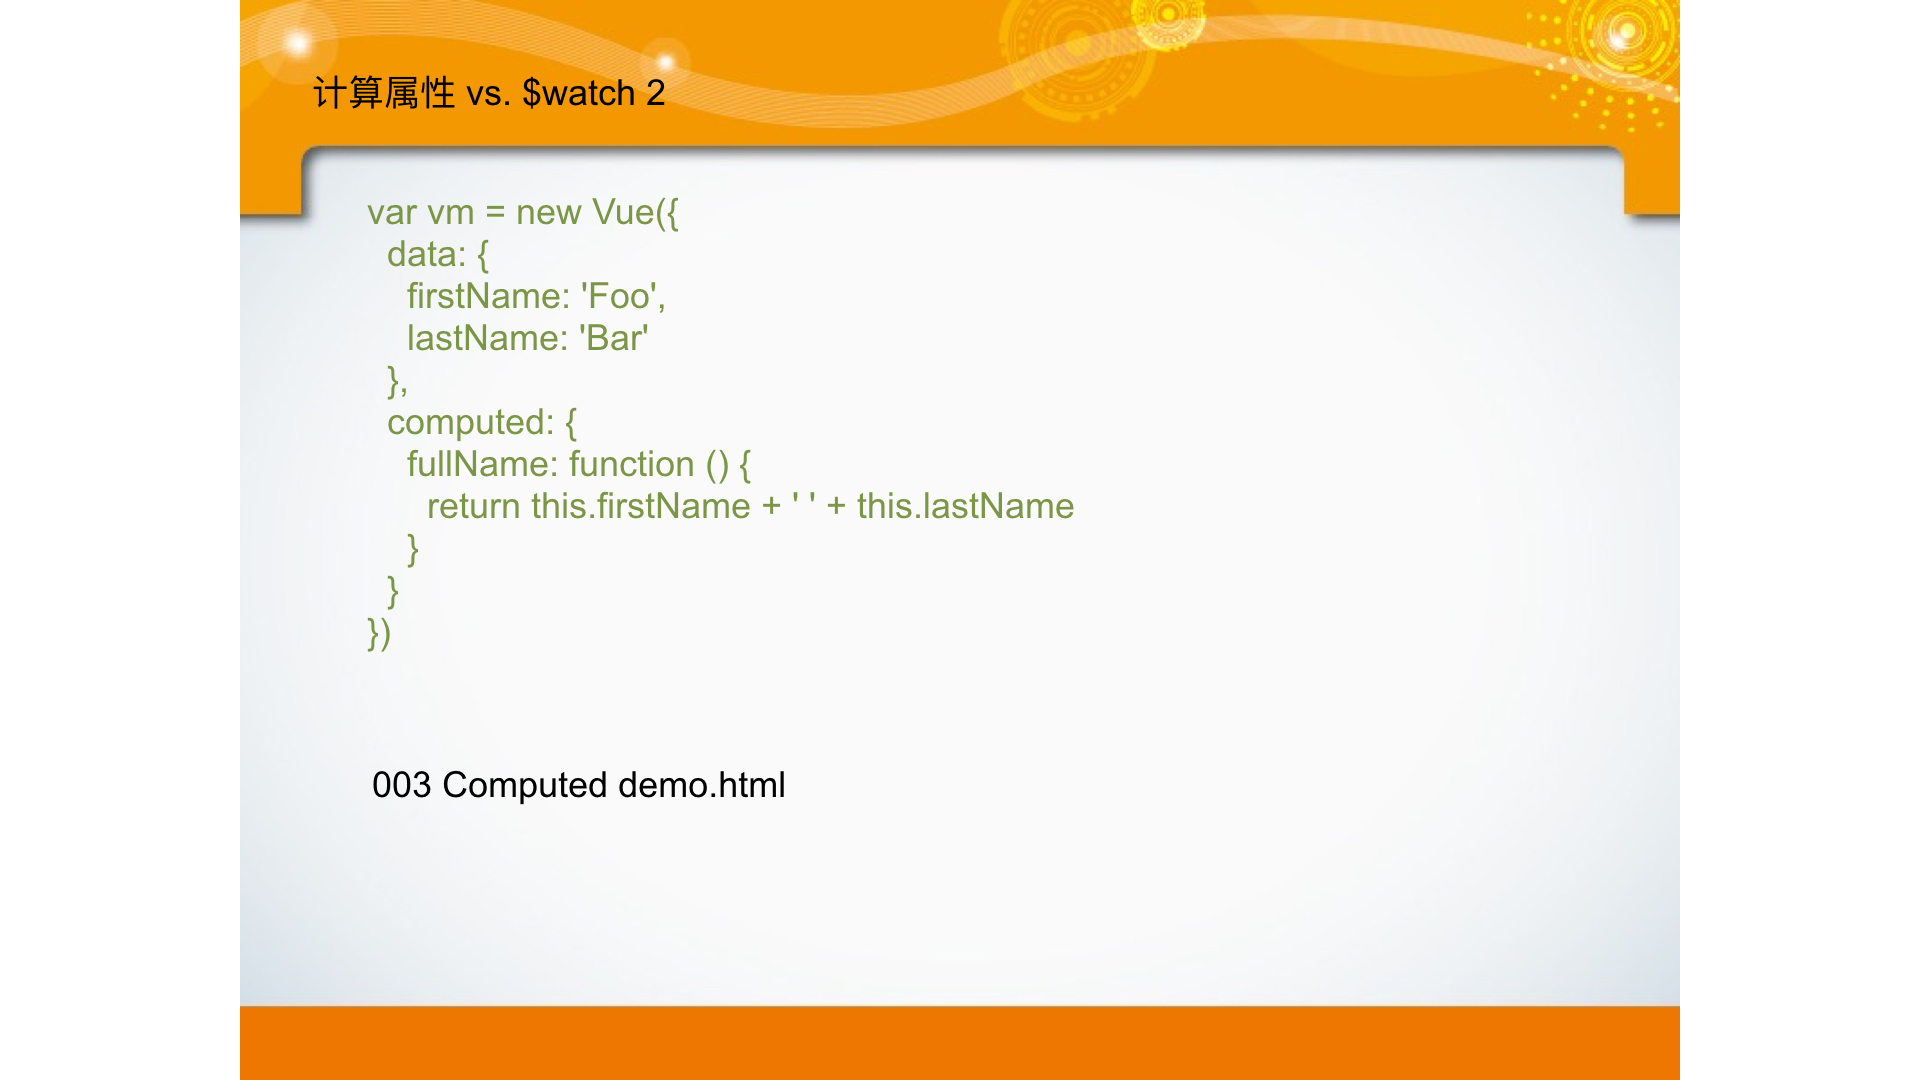 计算属性 vs. $watch 2
var vm = new Vue({
  data: {
    firstName: 'Foo',
    lastName: 'Bar'
  },
  computed: {
    fullName: function () {
      return this.firstName + ' ' + this.lastName
    }
  }
})
003 Computed demo.html